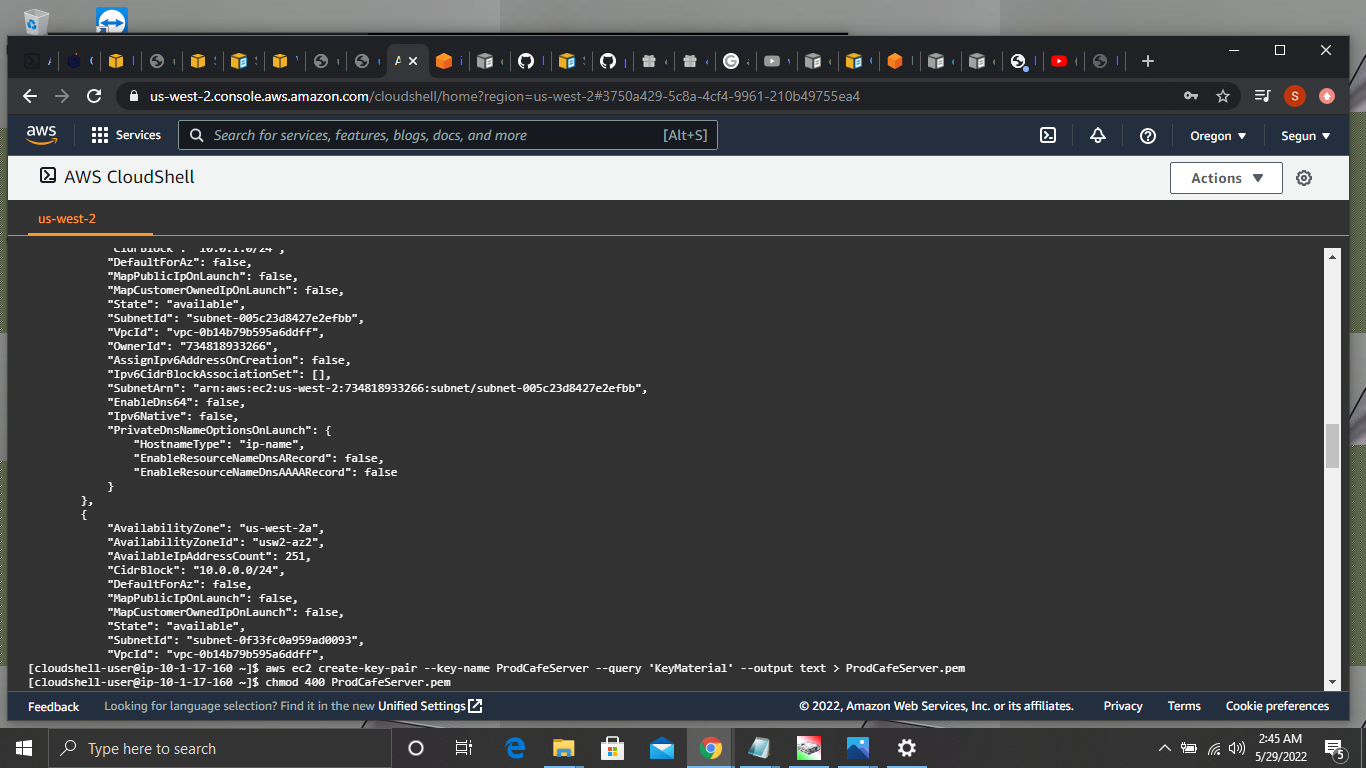 us-west-2.console.aws.amazon.com/cloudshell/home?region=us-west-2#3750a429-5c8a-4cf4-9961-210b49755ea4
aws
Services
Search for services, features, blogs, docs, and more
[Alt+S]
Oregon
Segun
AWS CloudShell
Actions
us-west-2
"CidrBlock": "10.0.1.0/24",
"DefaultForAz": false,
"MapPublicIpOnLaunch": false,
"MapCustomerOwnedIpOnLaunch": false,
"State": "available",
"SubnetId": "subnet-005c23d8427e2efbb",
"VpcId": "vpc-0b14b79b595a6ddff",
"OwnerId": "734818933266",
"AssignIpv6AddressOnCreation": false,
"Ipv6CidrBlockAssociationSet": [],
"SubnetArn": "arn:aws:ec2:us-west-2:734818933266:subnet/subnet-005c23d8427e2efbb",
"EnableDns64": false,
"Ipv6Native": false,
"PrivateDnsNameOptionsOnLaunch": {
"HostnameType": "ip-name",
"EnableResourceNameDnsARecord": false,
"EnableResourceNameDnsAAAARecord": false
}
},
{
"AvailabilityZone": "us-west-2a",
"AvailabilityZoneId": "usw2-az2",
"AvailableIpAddressCount": 251,
"CidrBlock": "10.0.0.0/24",
"DefaultForAz": false,
"MapPublicIpOnLaunch": false,
"MapCustomerOwnedIpOnLaunch": false,
"State": "available",
"SubnetId": "subnet-0f33fc0a959ad0093",
"VpcId": "vpc-0b14b79b595a6ddff",
[cloudshell-user@ip-10-1-17-160 ~]$ aws ec2 create-key-pair --key-name ProdCafeServer --query 'KeyMaterial' --output text > ProdCafeServer.pem
[cloudshell-user@ip-10-1-17-160 ~]$ chmod 400 ProdCafeServer.pem
Feedback
Looking for language selection? Find it in the new Unified Settings
© 2022, Amazon Web Services, Inc. or its affiliates.
Privacy
Terms
Cookie preferences
Type here to search
2:45 AM
5/29/2022
5